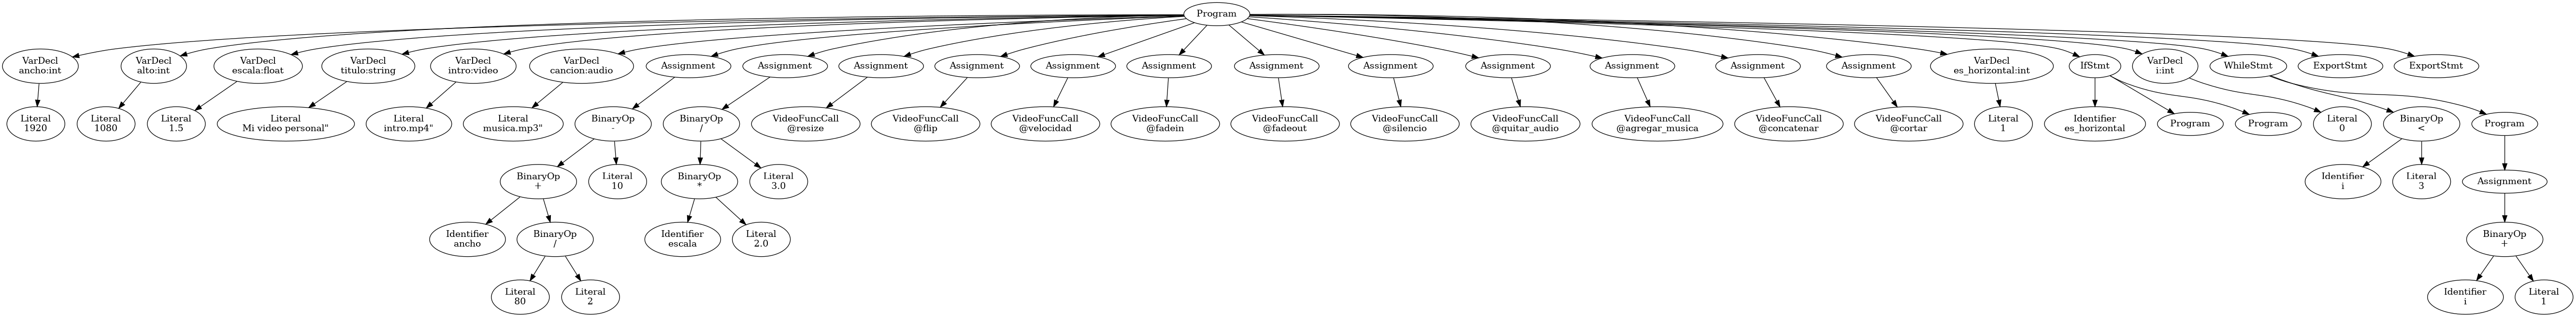 Program
VarDecl
ancho:int
VarDecl
alto:int
VarDecl
escala:float
VarDecl
titulo:string
VarDecl
intro:video
VarDecl
cancion:audio
Assignment
Assignment
Assignment
Assignment
Assignment
Assignment
Assignment
Assignment
Assignment
Assignment
Assignment
Assignment
VarDecl
es_horizontal:int
IfStmt
VarDecl
i:int
WhileStmt
ExportStmt
ExportStmt
Literal
1920
Literal
1080
Literal
1.5
Literal
Mi video personal"
Literal
intro.mp4"
Literal
musica.mp3"
BinaryOp
-
BinaryOp
/
VideoFuncCall
@resize
VideoFuncCall
@flip
VideoFuncCall
@velocidad
VideoFuncCall
@fadein
VideoFuncCall
@fadeout
VideoFuncCall
@silencio
VideoFuncCall
@quitar_audio
VideoFuncCall
@agregar_musica
VideoFuncCall
@concatenar
VideoFuncCall
@cortar
Literal
1
Identifier
es_horizontal
Program
Program
Literal
0
BinaryOp
<
Program
BinaryOp
+
Literal
10
BinaryOp
*
Literal
3.0
Identifier
i
Literal
3
Assignment
Identifier
ancho
BinaryOp
/
Identifier
escala
Literal
2.0
BinaryOp
+
Literal
80
Literal
2
Identifier
i
Literal
1